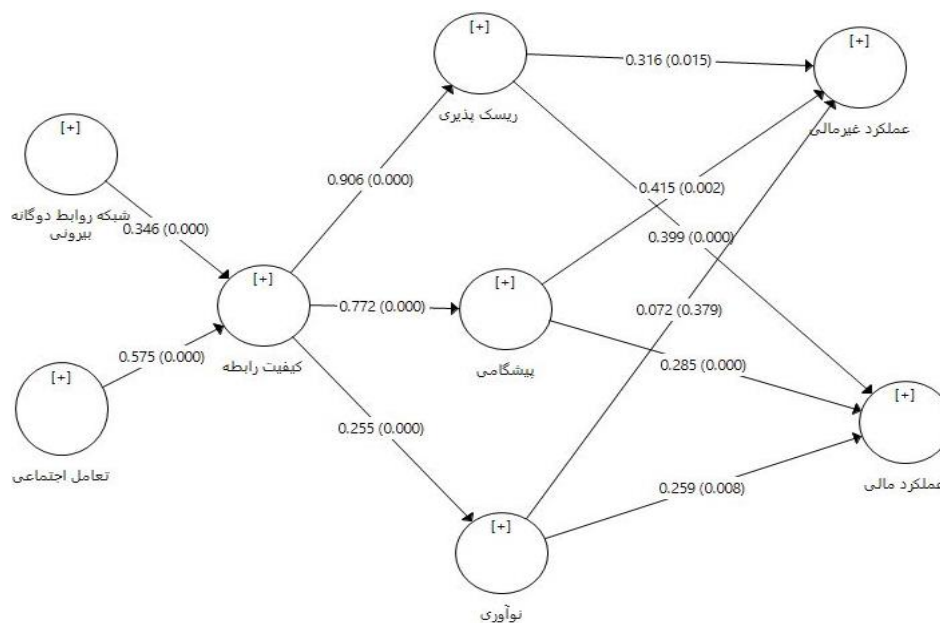 [+]
ریسک پذیری
[+]
عملکرد غیرمالی
0.316 (0.015)
[+]
شبکه روابط دوگانه
بیرونی
0.346 (0.000)
0.906 (0.000)
0.415 (0.002)
0.399 (0.000)
[+]
کیفیت رابطه
0.772 (0.000)
[+]
پیشگامی
0.072 (0.379)
0.575 (0.000)
0.285 (0.000)
[+]
تعامل اجتماعی
[+]
عملکرد مالی
0.255 (0.000)
0.259 (0.008)
[+]
نوآوری